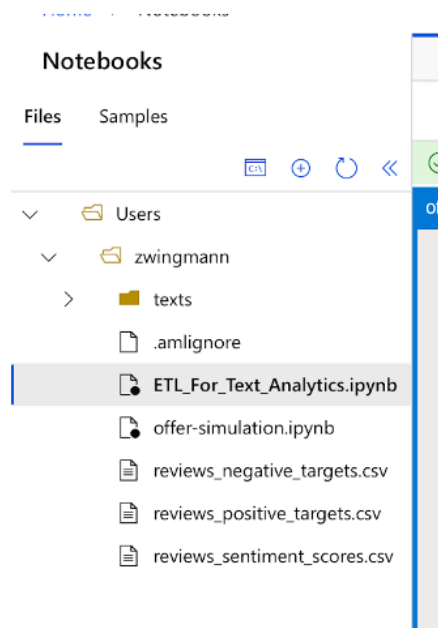 Notebooks
Files Samples
Users
zwingmann
texts
.amlignore
ETL_For_Text_Analytics.ipynb
offer-simulation.ipynb
reviews_negative_targets.csv
reviews_positive_targets.csv
reviews_sentiment_scores.csv